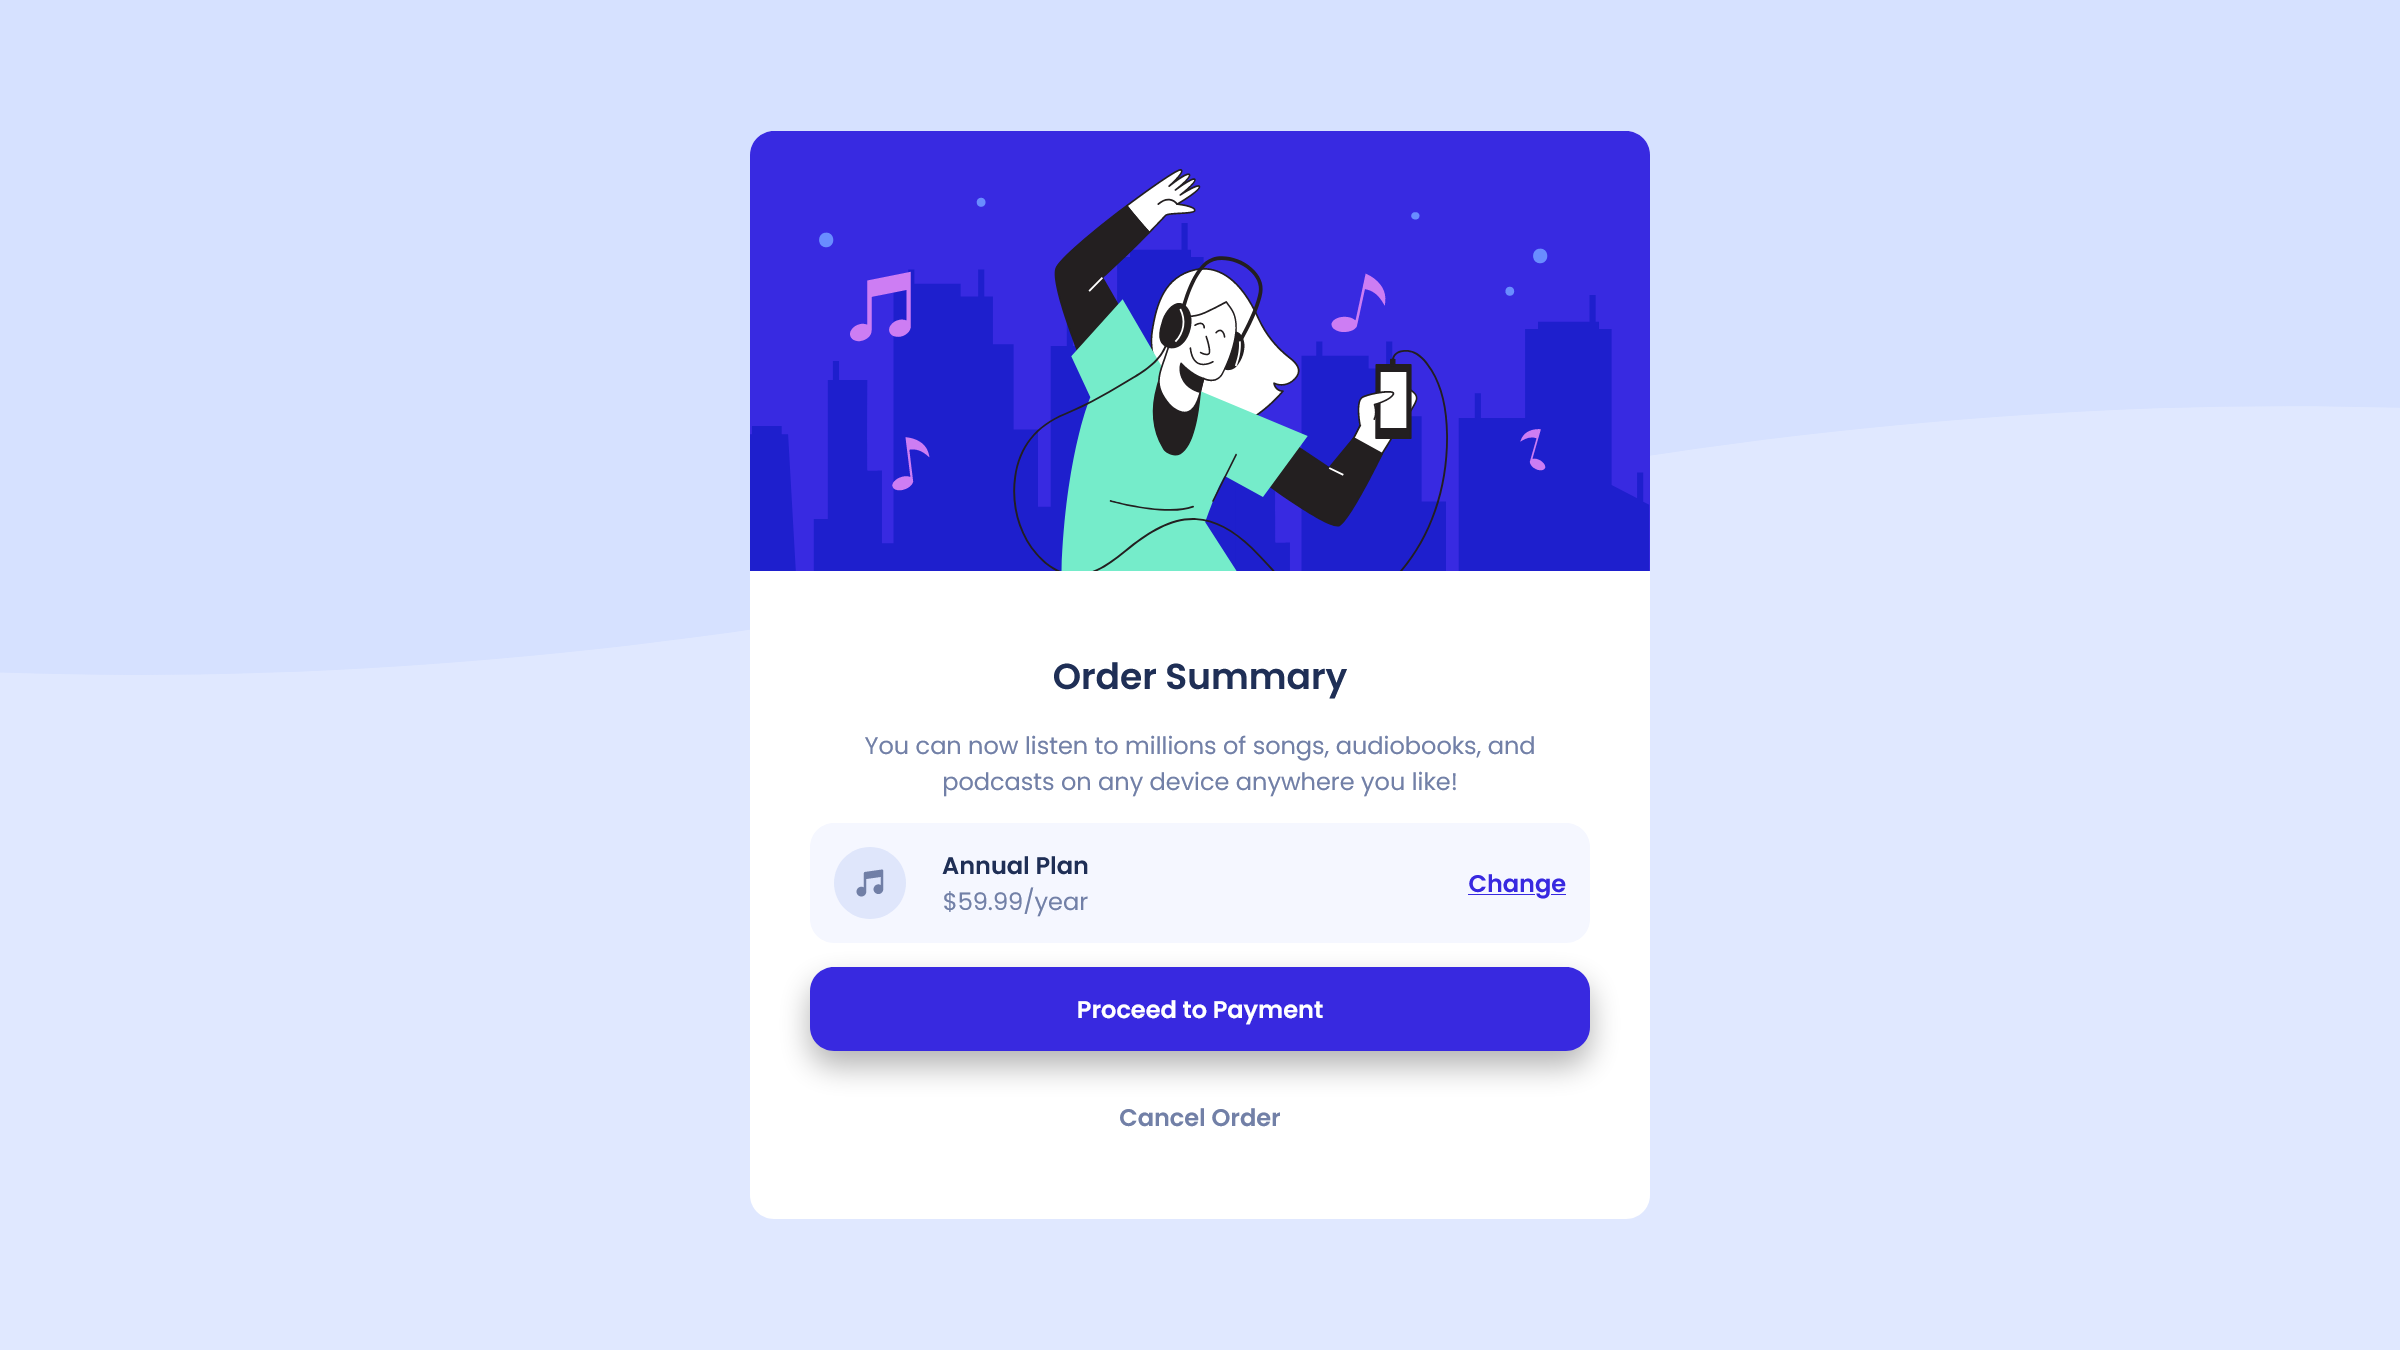 Order Summary
You can now listen to millions of songs, audiobooks, and
podcasts on any device anywhere you like!
Annual Plan
$59.99/year
Change
Proceed to Payment
Cancel Order